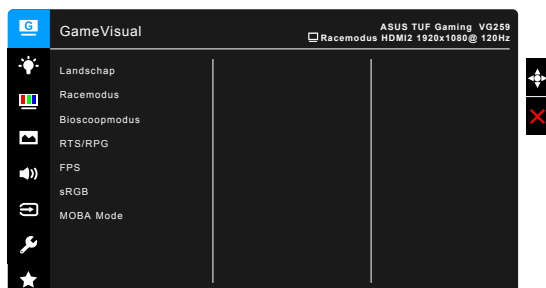 G
GameVisual
ASUS TUF Gaming VG259
Racemodus HDMI2 1920x1080@ 120Hz
Landschap
Racemodus
Bioscoopmodus
RTS/RPG
FPS
sRGB
MOBA Mode